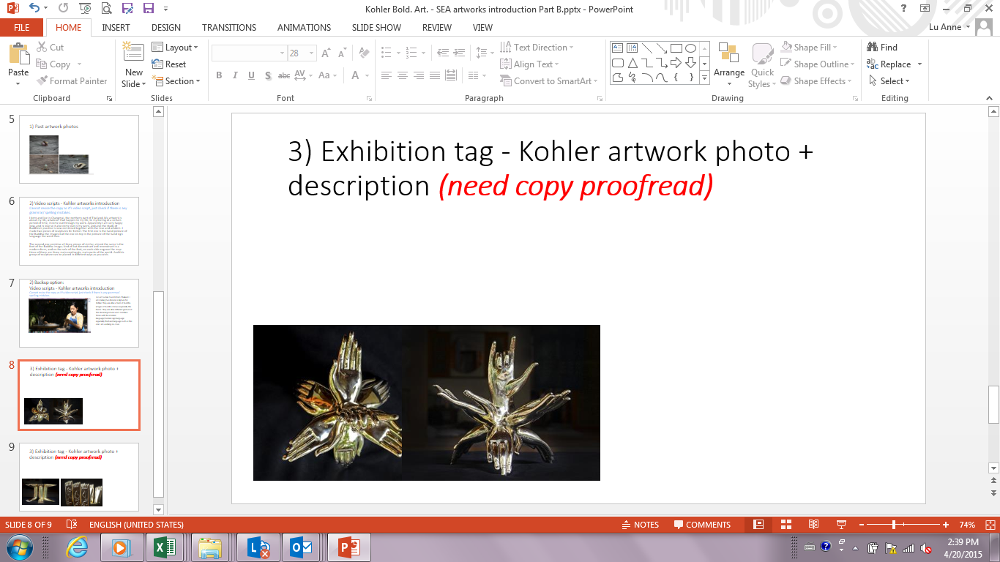 Kohler Bold. Art. - SEA artworks introduction Part B.pptx - PowerPoint
FILE HOME INSERT DESIGN TRANSITIONS ANIMATIONS SLIDE SHOW REVIEW VIEW
Lu Anne
Paste
Cut
Copy
Format Painter
Clipboard
New
Slide
Layout
Reset
Section
Slides
28
B I U S abc AV Aa A
Font
Text Direction
Align Text
Convert to SmartArt
Paragraph
Arrange
Quick
Styles
Shape Fill
Shape Outline
Shape Effects
Drawing
Find
Replace
Select
Editing
5
1) Past artwork photos
6
2) Video scripts - Kohler artworks introduction
7
2) Backup option:
Video scripts - Kohler artworks introduction
8
3) Exhibition tag - Kohler artwork photo +
description (need copy proofread)
9
3) Exhibition tag - Kohler artwork photo +
description (need copy proofread)
3) Exhibition tag - Kohler artwork photo +
description (need copy proofread)
SLIDE 8 OF 9 ENGLISH (UNITED STATES) NOTES COMMENTS 74%
2:39 PM
4/20/2015